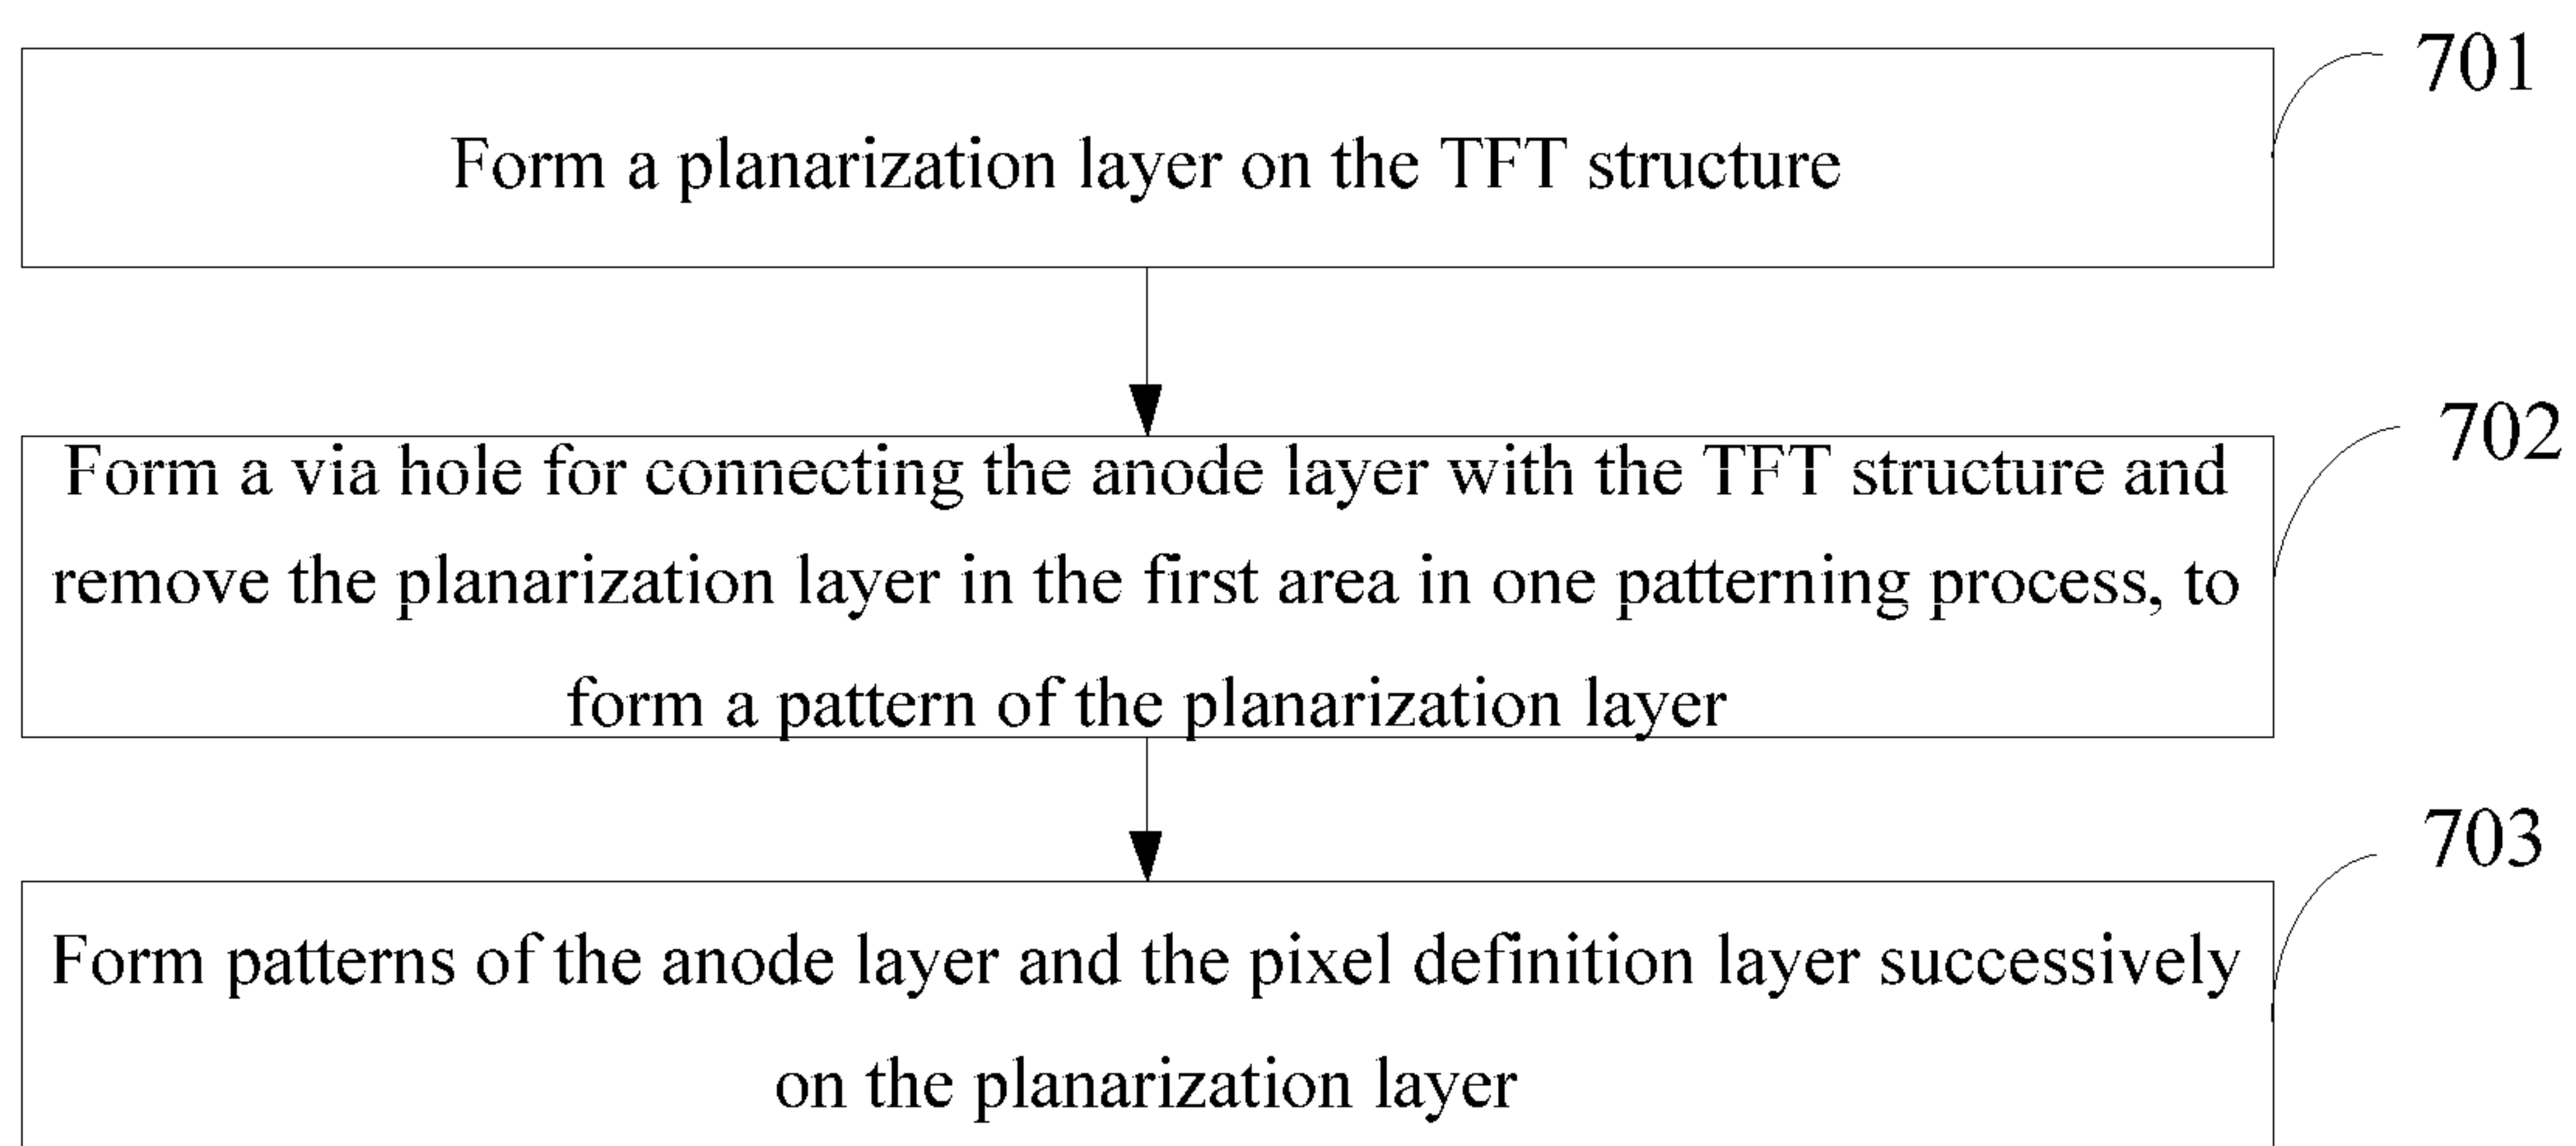 701
Form a planarization layer on the TFT structure
702
Form a via hole for connecting the anode layer with the TFT structure and
remove the planarization layer in the first area in one patterning process, to
form a pattern of the planarization layer
703
Form patterns of the anode layer and the pixel definition layer successively
on the planarization layer